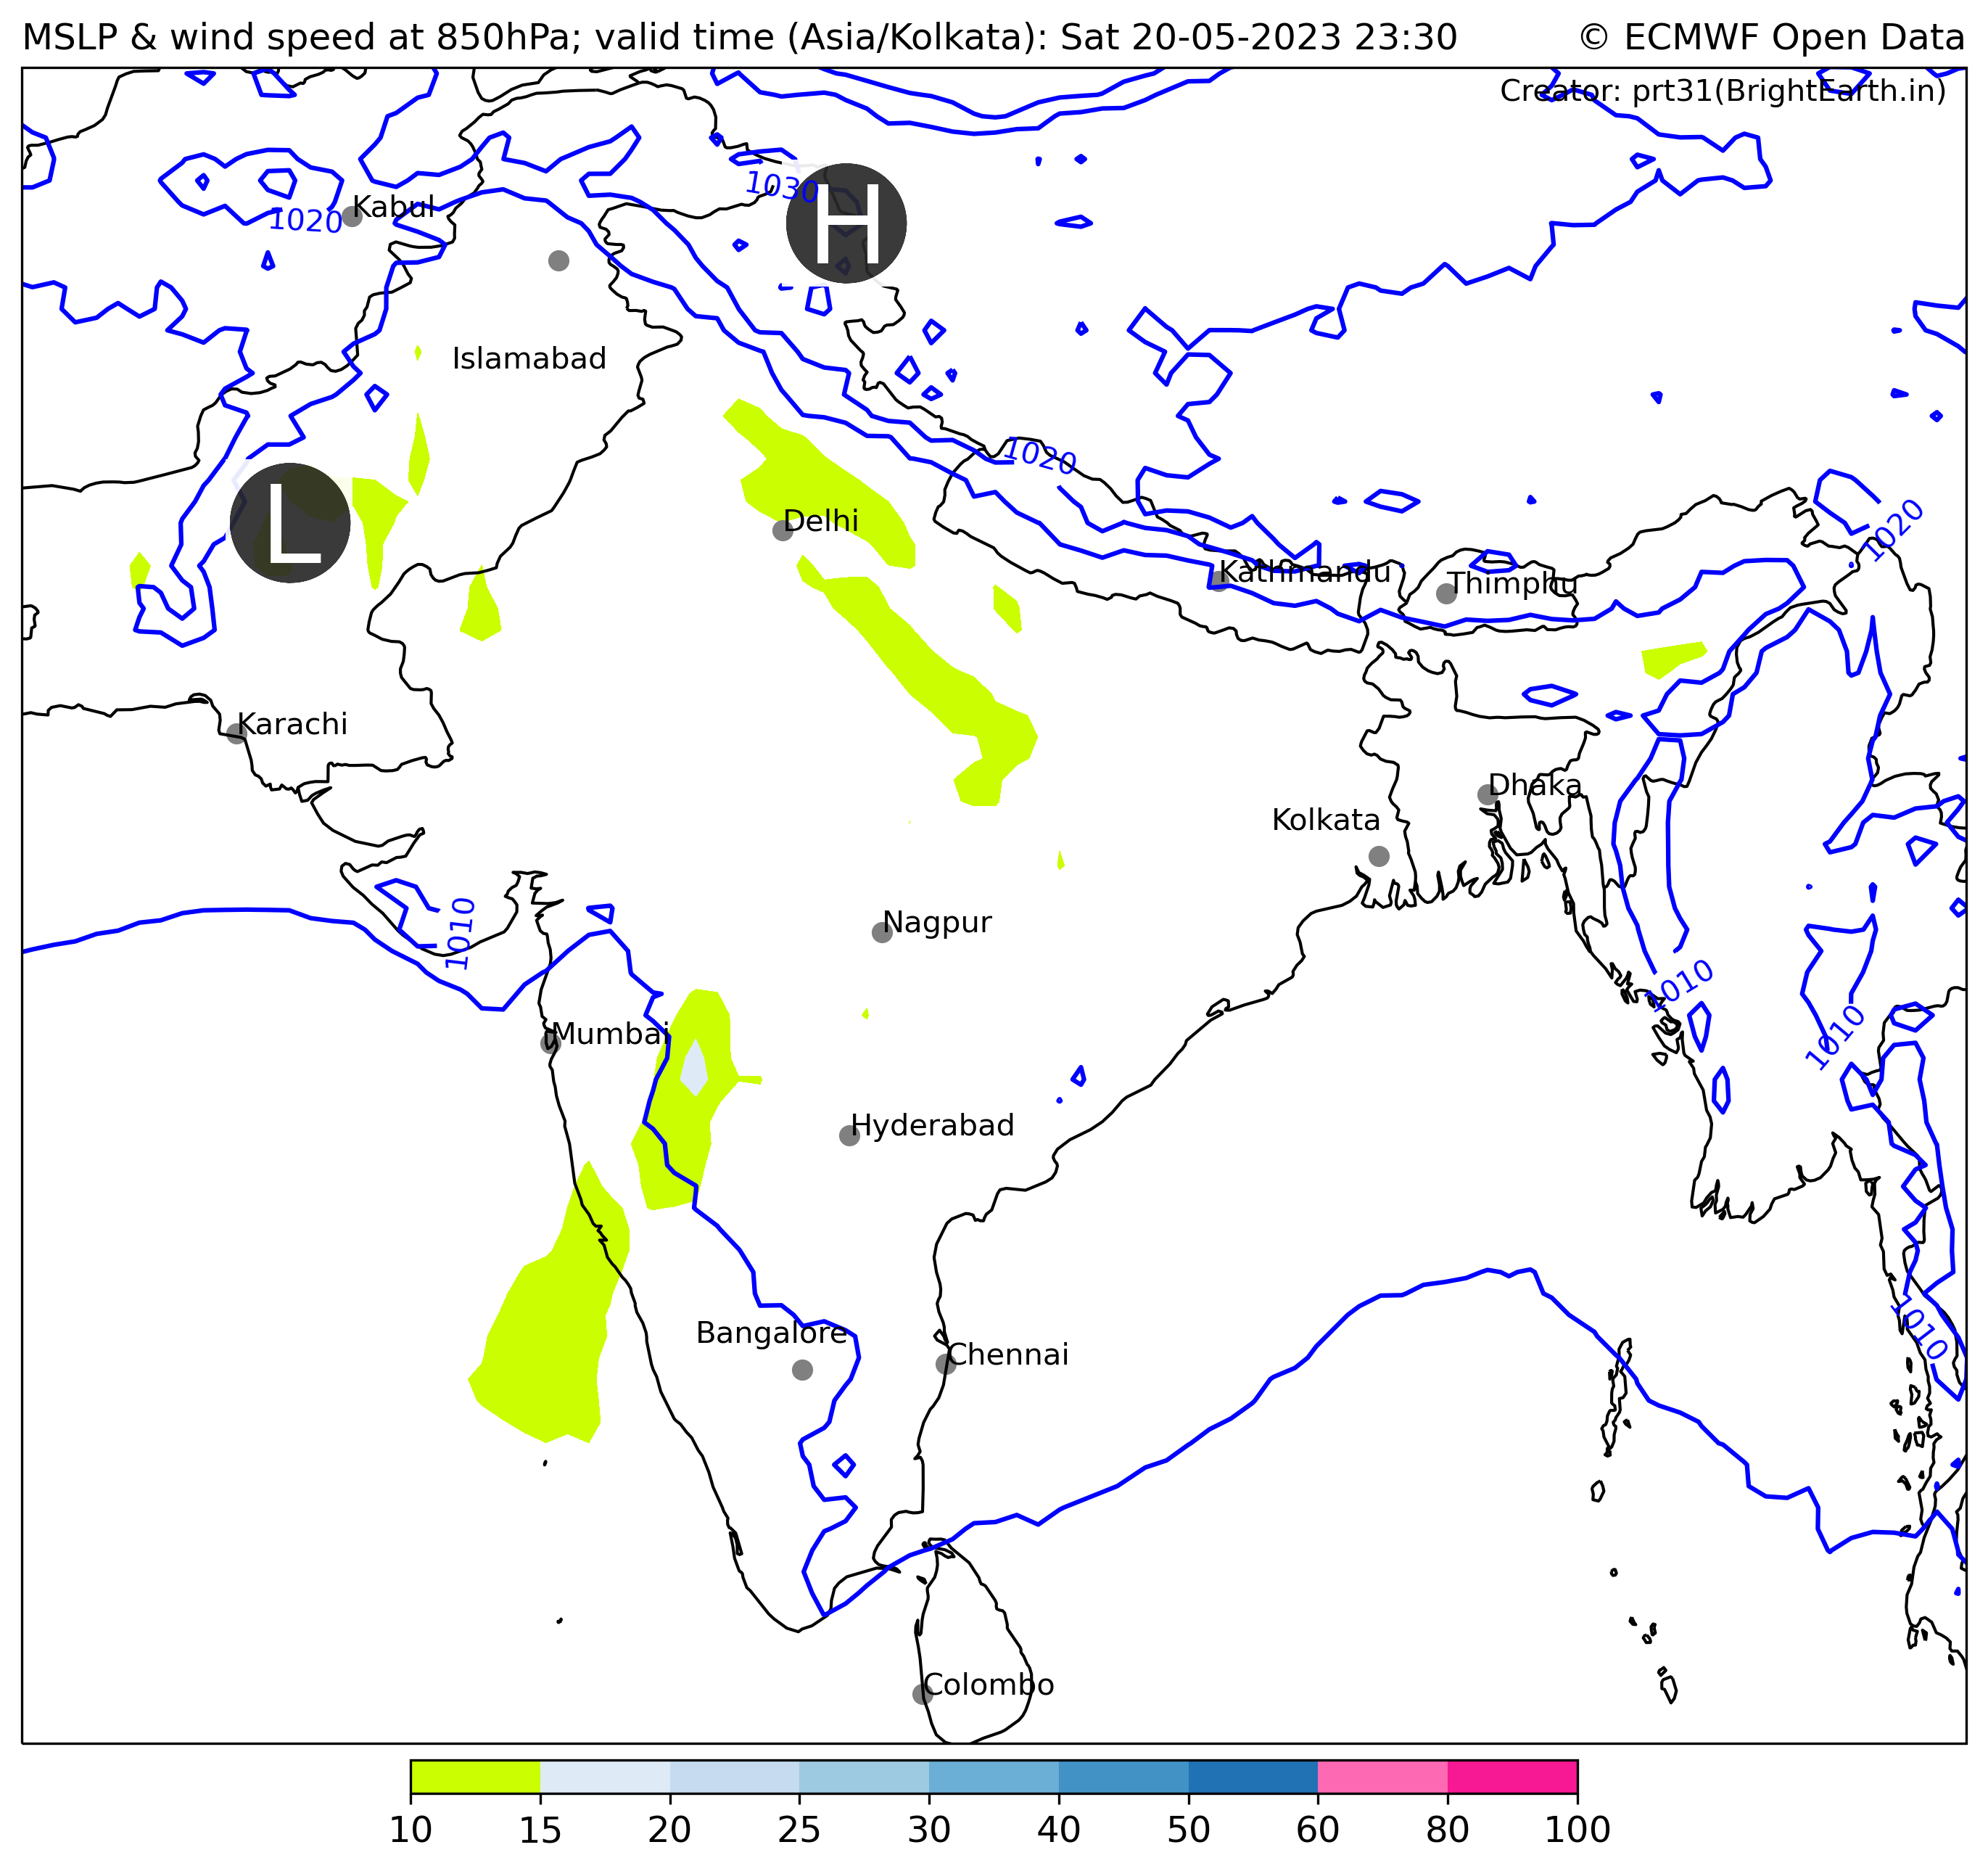 MSLP & wind speed at 850hPa; valid time (Asia/Kolkata): Sat 20-05-2023 23:30 © ECMWF Open Data
Creator: prt31(BrightEarth.in)
1030
H
Kabul
1020
Islamabad
1020
L
Delhi
1020
Kathmandu
Thimphu
Karachi
Dhaka
Kolkata
1010
Nagpur
1010
1010
Mumbai
Hyderabad
1010
Bangalore
Chennai
Colombo
10 15 20 25 30 40 50 60 80 100